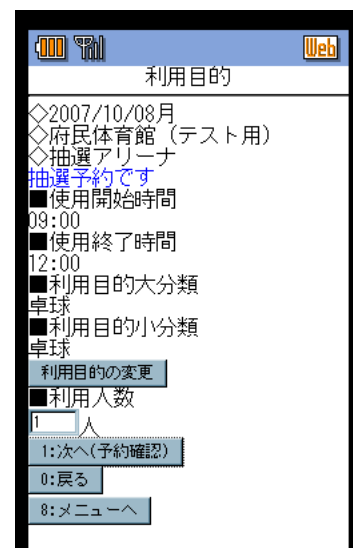 Web
利用目的
◇2007/10/08月
◇府民体育館（テスト用）
◇抽選アリーナ
抽選予約です
■使用開始時間
09:00
■使用終了時間
12:00
■利用目的大分類
卓球
■利用目的小分類
卓球
利用目的の変更
■利用人数
1 人
1:次へ(予約確認)
0:戻る
8:メニューへ